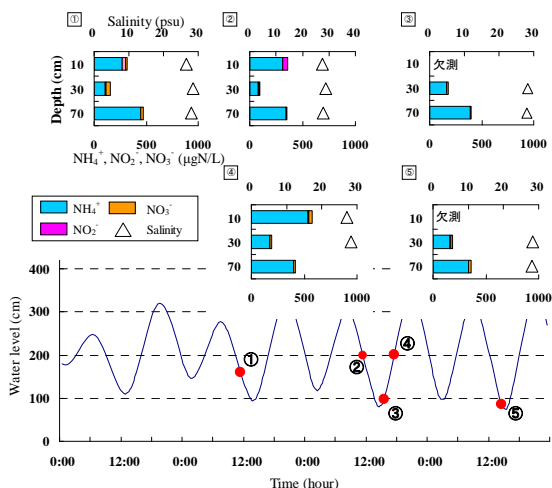 ① Salinity (psu) ② ③
0 10 20 30 0 10 20 30 40 0 10 20 30
10 10 10 欠測
30 30 30
70 70 70
Depth (cm)
0 500 1000 0 500 1000 0 500 1000
NH₄⁺, NO₂⁻, NO₃⁻ (μgN/L)
④ ⑤
0 10 20 30 0 10 20 30
10 10 欠測
30 30
70 70
0 500 1000 0 500 1000
NH₄⁺ NO₃⁻
NO₂⁻ Salinity
Water level (cm)
400
300
200
100
0
① ② ③ ④ ⑤
0:00 12:00 0:00 12:00 0:00 12:00 0:00 12:00
Time (hour)